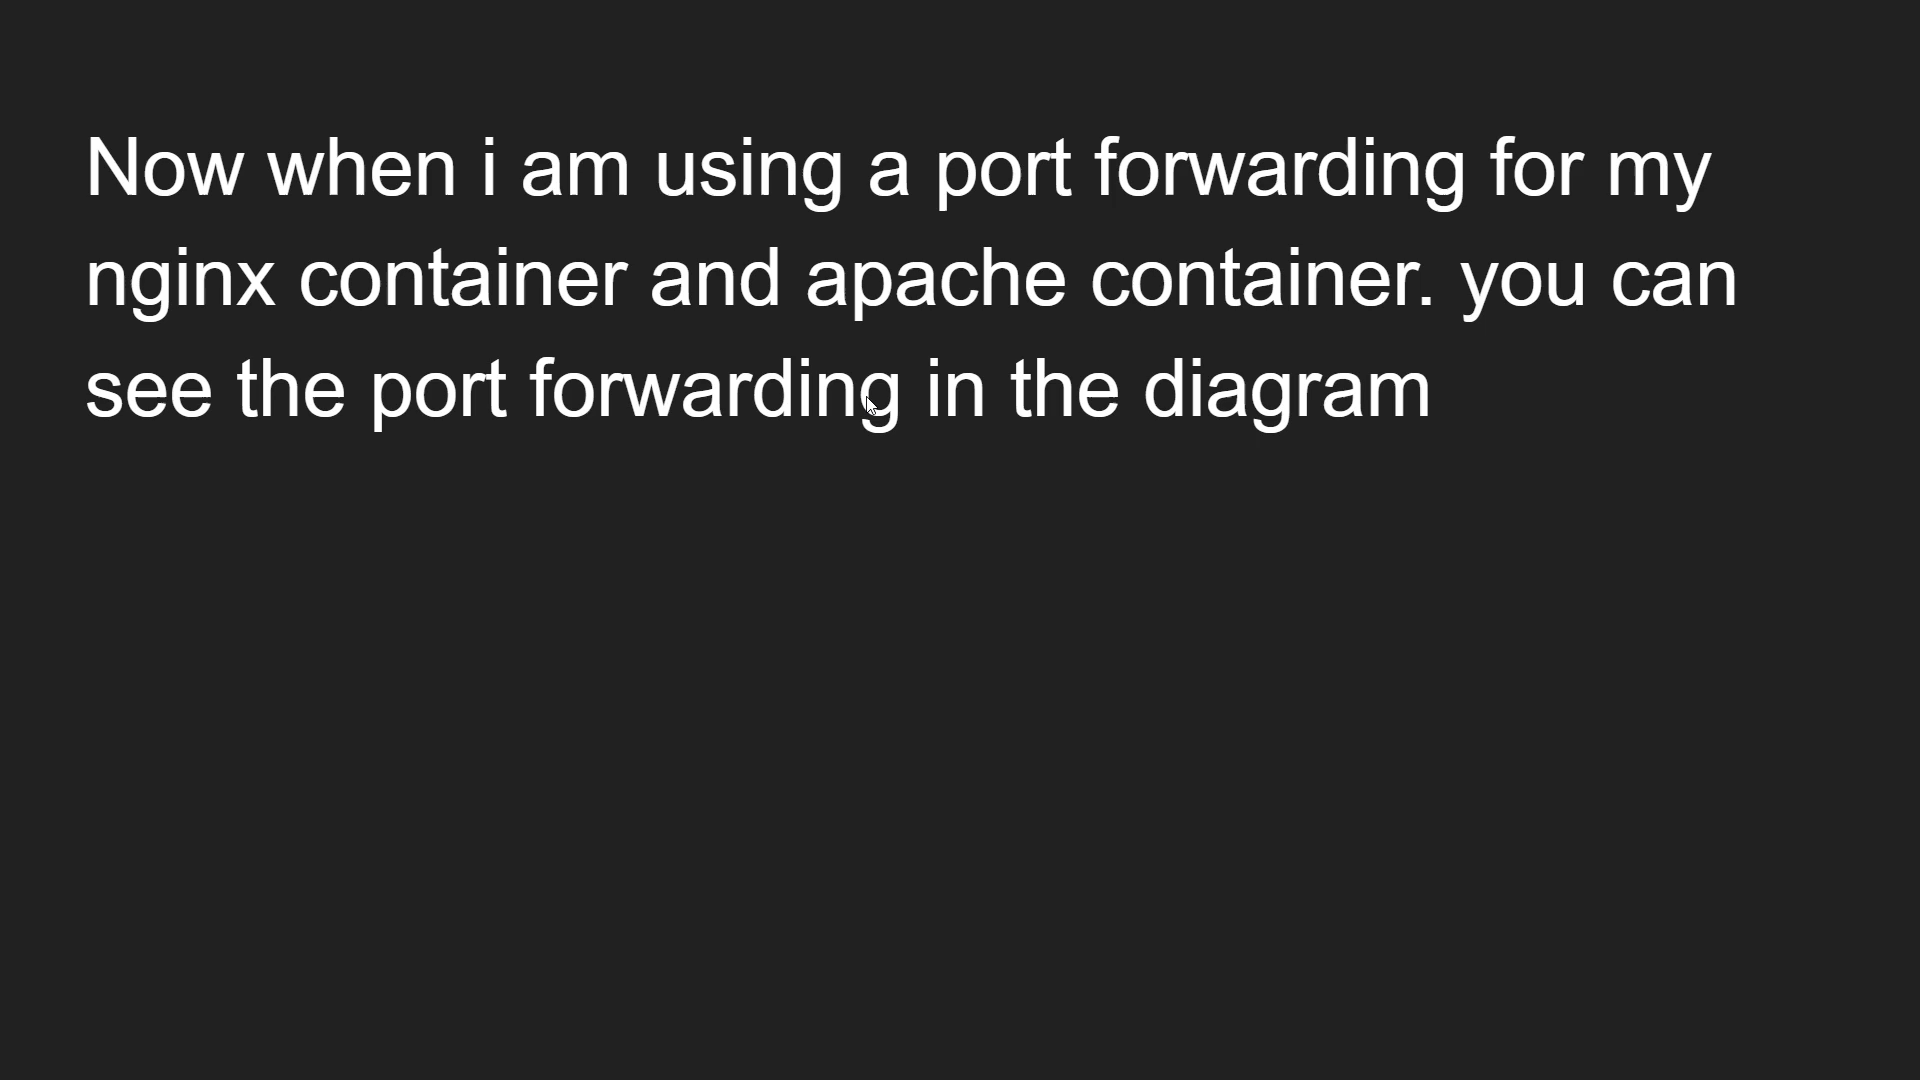 Now when i am using a port forwarding for my
nginx container and apache container. you can
see the port forwarding in the diagram